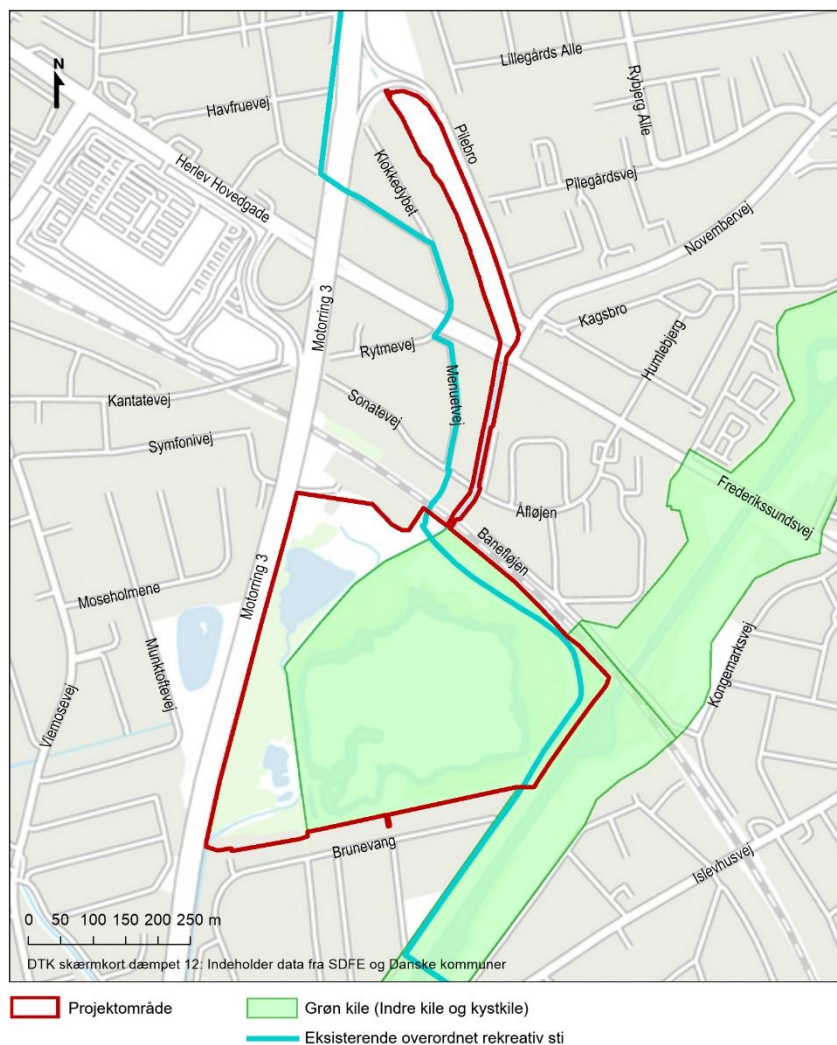 Lillegårds Alle
Rybjerg Alle
N
Havfruevej
Pilebro
Klokkedybet
Pilegårdsvej
Herlev Hovedgade
Novembervej
Motorring 3
Kagsbro
Humlebjerg
Rytmevej
Menuetvej
Kantatevej
Sonatevej
Symfonivej
Frederikssundsvej
Åfløjen
Banefløjen
Motorring 3
Moseholmene
Munktoftevej
Kongemarksvej
Viemosevej
Brunevang
Islevhusvej
0 50 100 150 200 250 m
DTK skærmkort dæmpet 12: Indeholder data fra SDFE og Danske kommuner
Projektområde
Grøn kile (Indre kile og kystkile)
Eksisterende overordnet rekreativ sti